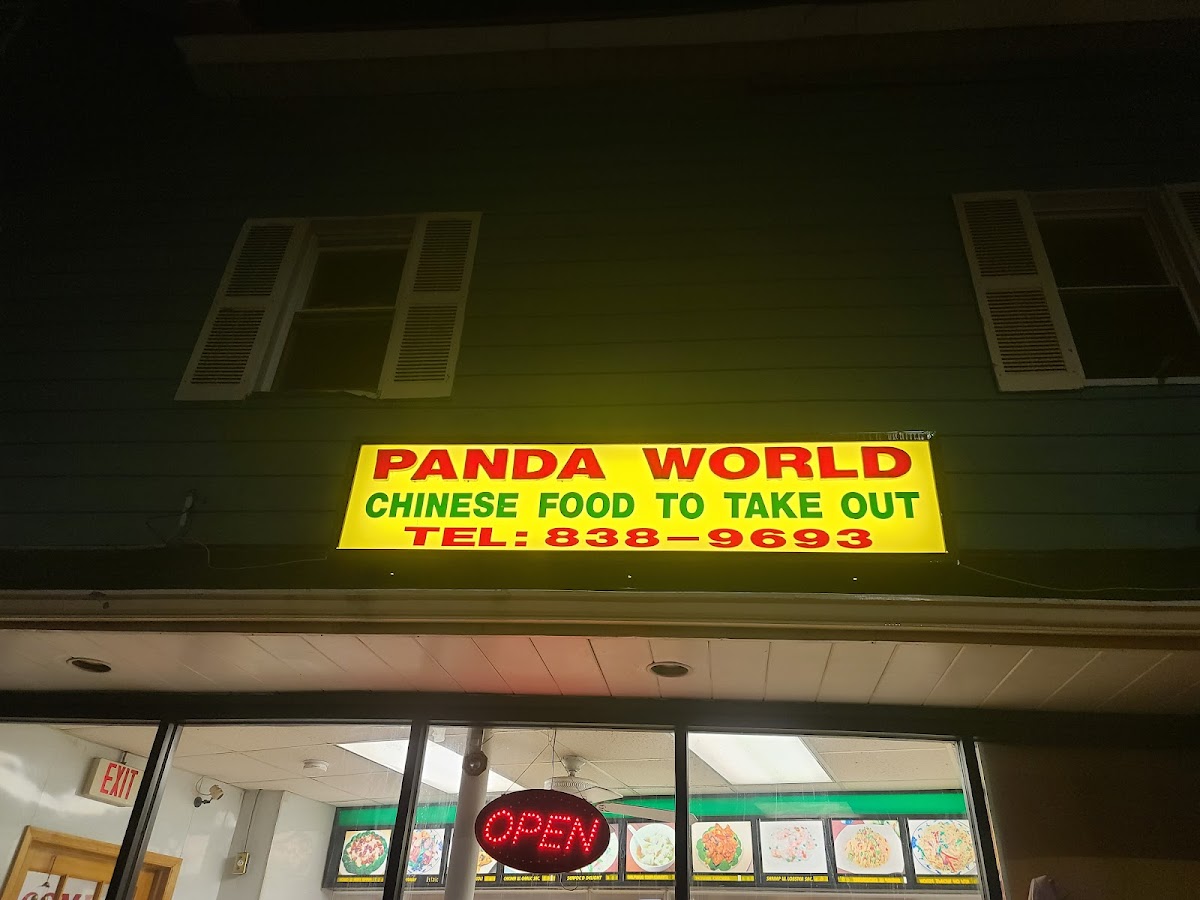 PANDA WORLD
CHINESE FOOD TO TAKE OUT
TEL: 838-9693
EXIT
OPEN